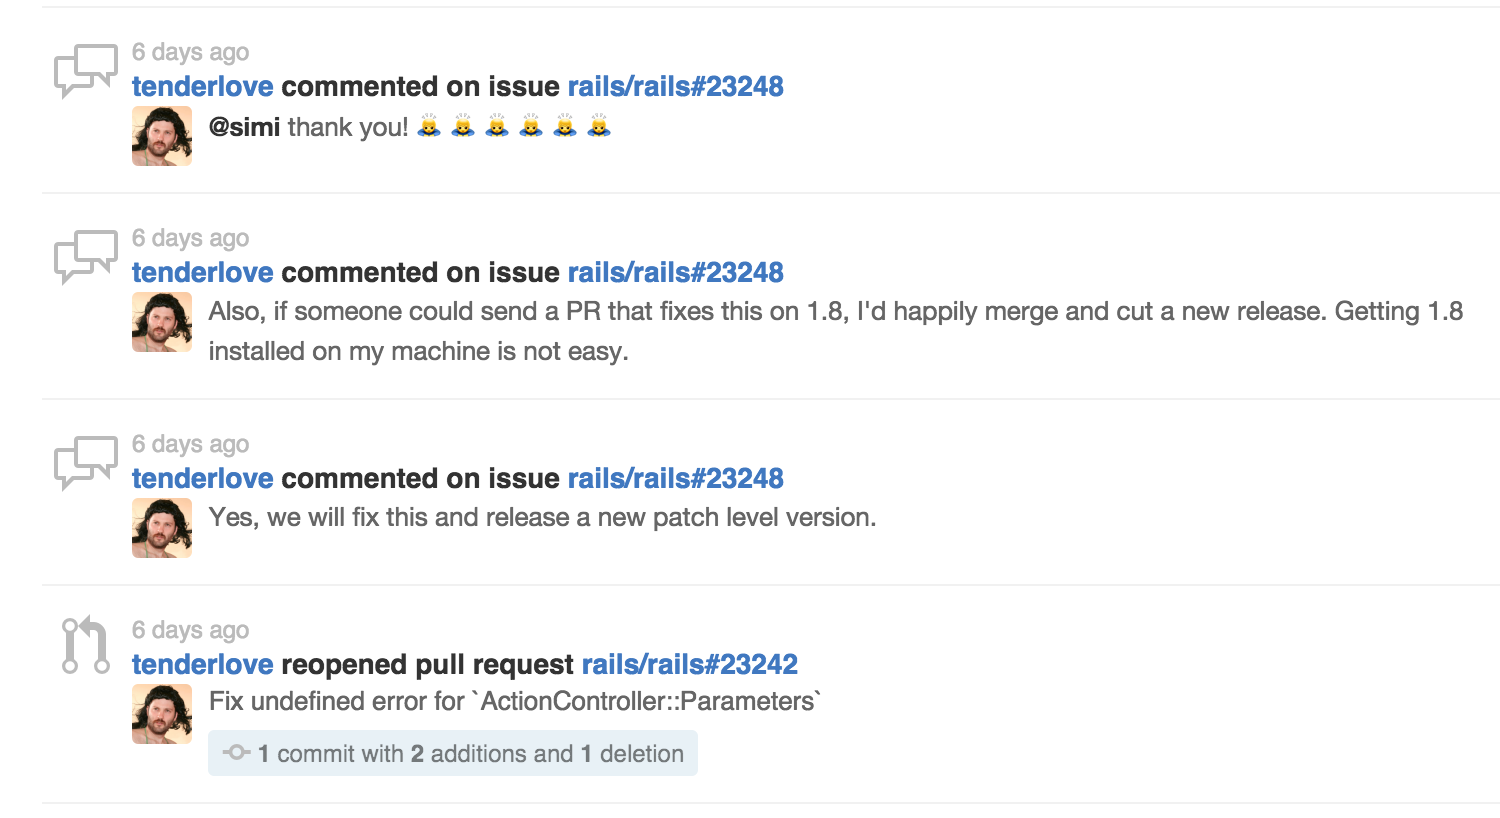 6 days ago
tenderlove commented on issue rails/rails#23248
@simi thank you! 🙇 🙇 🙇 🙇 🙇 🙇
6 days ago
tenderlove commented on issue rails/rails#23248
Also, if someone could send a PR that fixes this on 1.8, I'd happily merge and cut a new release. Getting 1.8
installed on my machine is not easy.
6 days ago
tenderlove commented on issue rails/rails#23248
Yes, we will fix this and release a new patch level version.
6 days ago
tenderlove reopened pull request rails/rails#23242
Fix undefined error for `ActionController::Parameters`
1 commit with 2 additions and 1 deletion